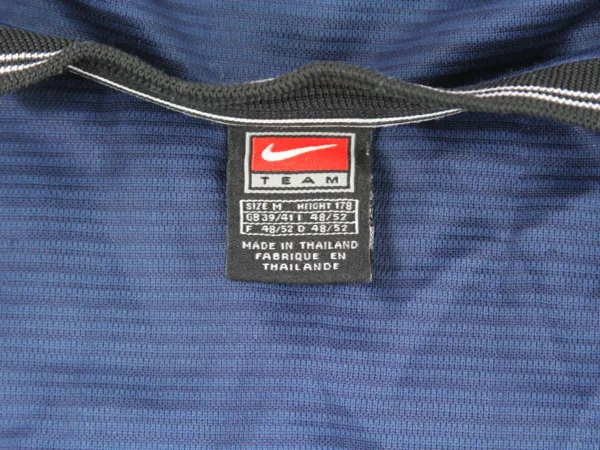 TEAM
SIZE M HEIGHT 178
GB 39/41 I 48/52
F 48/52 D 48/52
MADE IN THAILAND
FABRIQUE EN
THAILANDE